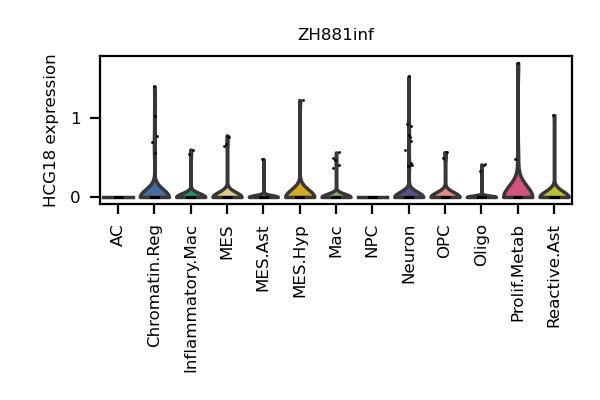 ZH881inf
HCG18 expression
1
0
AC
Chromatin.Reg
Inflammatory.Mac
MES
MES.Ast
MES.Hyp
Mac
NPC
Neuron
OPC
Oligo
Prolif.Metab
Reactive.Ast